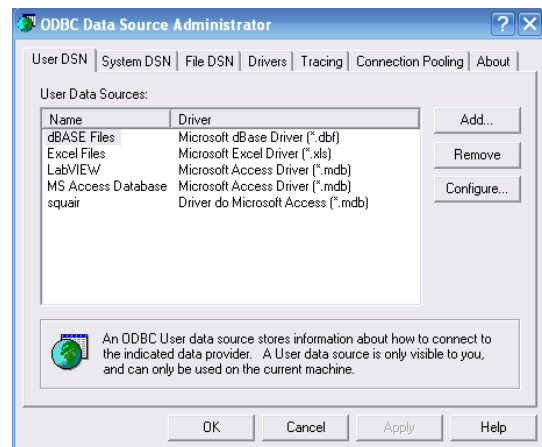 ODBC Data Source Administrator
User DSN System DSN File DSN Drivers Tracing Connection Pooling About
User Data Sources:
Name Driver
dBASE Files Microsoft dBase Driver (*.dbf)
Excel Files Microsoft Excel Driver (*.xls)
LabVIEW Microsoft Access Driver (*.mdb)
MS Access Database Microsoft Access Driver (*.mdb)
squair Driver do Microsoft Access (*.mdb)
Add...
Remove
Configure...
An ODBC User data source stores information about how to connect to
the indicated data provider. A User data source is only visible to you,
and can only be used on the current machine.
OK Cancel Apply Help